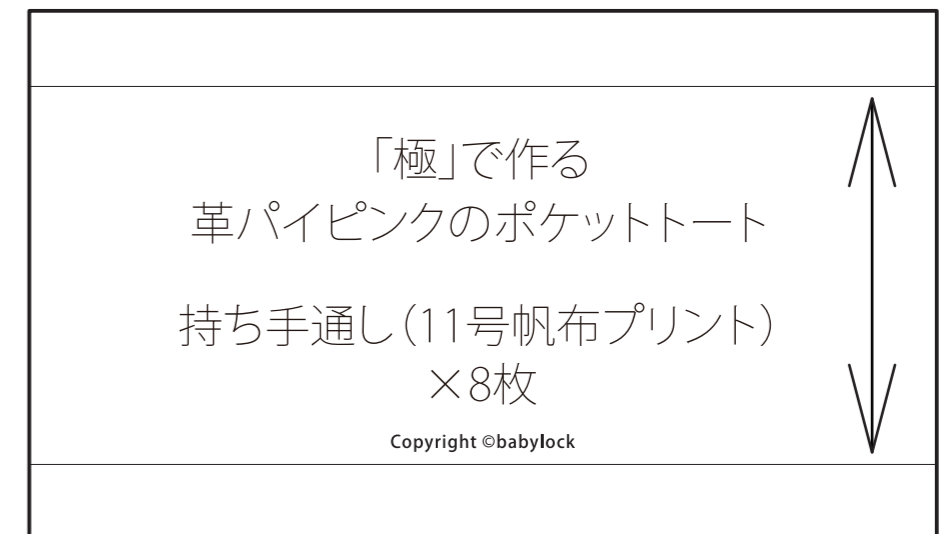 「極」で作る
革パイピンクのポケットトート
持ち手通し(11号帆布プリント)
×8枚
Copyright ©babylock